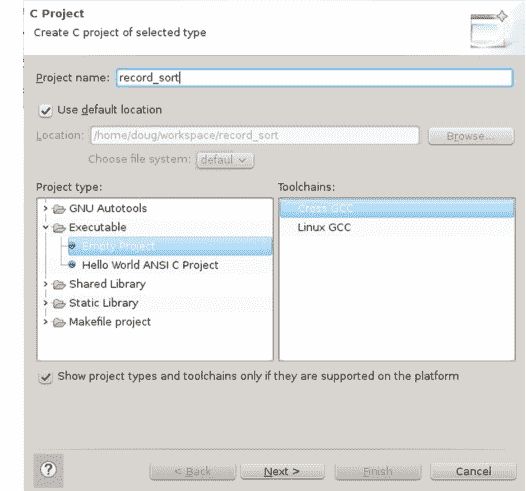 C Project
Create C project of selected type
Project name: record_sort
Use default location
Location: /home/doug/workspace/record_sort Browse...
Choose file system: defaul
Project type:
GNU Autotools
Executable
Empty Project
Hello World ANSI C Project
Shared Library
Static Library
Makefile project
Toolchains:
Cross GCC
Linux GCC
Show project types and toolchains only if they are supported on the platform
? < Back Next > Finish Cancel